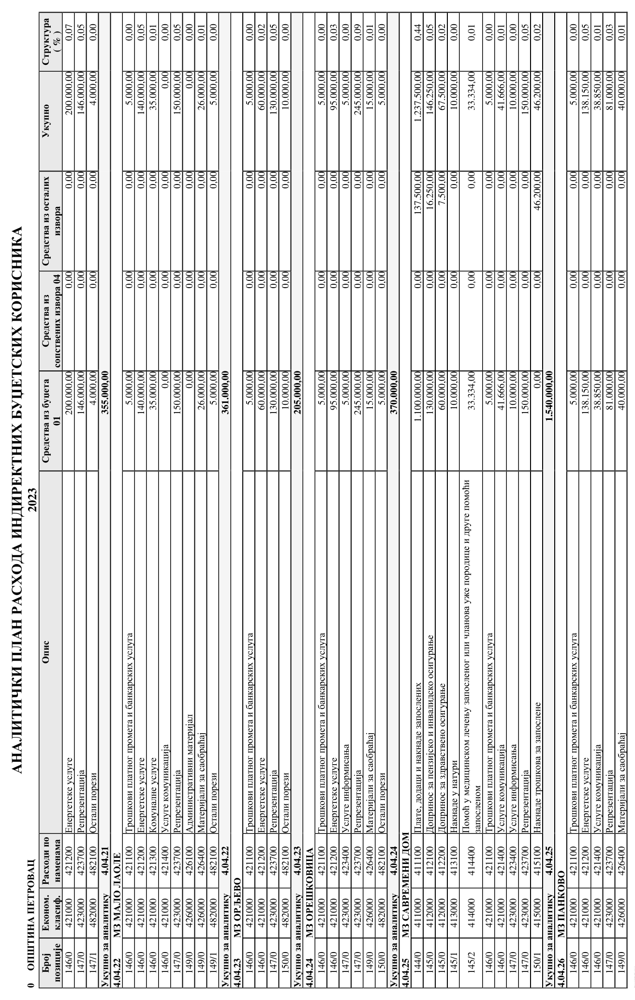 АНАЛИТИЧКИ ПЛАН РАСХОДА ИНДИРЕКТНИХ БУЏЕТСКИХ КОРИСНИКА
2023
0 ОПШТИНА ПЕТРОВАЦ
Број позиције Економ. класиф. Расходи по наменама Опис Средства из буџета 01 Средства из сопствених извора 04 Средства из осталих извора Укупно Структура ( % )
146/0 421000 421200 Енергетске услуге 200.000,00 0,00 0,00 200.000,00 0,07
147/0 423000 423700 Репрезентација 146.000,00 0,00 0,00 146.000,00 0,05
147/1 482000 482100 Остали порези 4.000,00 0,00 0,00 4.000,00 0,00
Укупно за аналитику 4.04.21 355.000,00
4.04.22 МЗ МАЛО ЛАОЛЕ
146/0 421000 421100 Трошкови платног промета и банкарских услуга 5.000,00 0,00 0,00 5.000,00 0,00
146/0 421000 421200 Енергетске услуге 140.000,00 0,00 0,00 140.000,00 0,05
146/0 421000 421300 Комуналне услуге 35.000,00 0,00 0,00 35.000,00 0,01
146/0 421000 421400 Услуге комуникација 0,00 0,00 0,00 0,00 0,00
147/0 423000 423700 Репрезентација 150.000,00 0,00 0,00 150.000,00 0,05
149/0 426000 426100 Административни материјал 0,00 0,00 0,00 0,00 0,00
149/0 426000 426400 Материјали за саобраћај 26.000,00 0,00 0,00 26.000,00 0,01
149/1 482000 482100 Остали порези 5.000,00 0,00 0,00 5.000,00 0,00
Укупно за аналитику 4.04.22 361.000,00
4.04.23 МЗ ОРЉЕВО
146/0 421000 421100 Трошкови платног промета и банкарских услуга 5.000,00 0,00 0,00 5.000,00 0,00
146/0 421000 421200 Енергетске услуге 60.000,00 0,00 0,00 60.000,00 0,02
147/0 423000 423700 Репрезентација 130.000,00 0,00 0,00 130.000,00 0,05
150/0 482000 482100 Остали порези 10.000,00 0,00 0,00 10.000,00 0,00
Укупно за аналитику 4.04.23 205.000,00
4.04.24 МЗ ОРЕШКОВИЦА
146/0 421000 421100 Трошкови платног промета и банкарских услуга 5.000,00 0,00 0,00 5.000,00 0,00
146/0 421000 421200 Енергетске услуге 95.000,00 0,00 0,00 95.000,00 0,03
147/0 423000 423400 Услуге информисања 5.000,00 0,00 0,00 5.000,00 0,00
147/0 423000 423700 Репрезентација 245.000,00 0,00 0,00 245.000,00 0,09
149/0 426000 426400 Материјали за саобраћај 15.000,00 0,00 0,00 15.000,00 0,01
150/0 482000 482100 Остали порези 5.000,00 0,00 0,00 5.000,00 0,00
Укупно за аналитику 4.04.24 370.000,00
4.04.25 МЗ САВРЕМЕНИ ДОМ
144/0 411000 411100 Плате, додаци и накнаде запослених 1.100.000,00 0,00 137.500,00 1.237.500,00 0,44
145/0 412000 412100 Допринос за пензијско и инвалидско осигурање 130.000,00 0,00 16.250,00 146.250,00 0,05
145/0 412000 412200 Допринос за здравствено осигурање 60.000,00 0,00 7.500,00 67.500,00 0,02
145/1 413000 413100 Накнаде у натури 10.000,00 0,00 0,00 10.000,00 0,00
145/2 414000 414400 Помоћ у медицинском лечењу запосленог или чланова уже породице и друге помоћи запосленом 33.334,00 0,00 0,00 33.334,00 0,01
146/0 421000 421100 Трошкови платног промета и банкарских услуга 5.000,00 0,00 0,00 5.000,00 0,00
146/0 421000 421400 Услуге комуникација 41.666,00 0,00 0,00 41.666,00 0,01
147/0 423000 423400 Услуге информисања 10.000,00 0,00 0,00 10.000,00 0,00
147/0 423000 423700 Репрезентација 150.000,00 0,00 0,00 150.000,00 0,05
150/1 415000 415100 Накнаде трошкова за запослене 0,00 0,00 46.200,00 46.200,00 0,02
Укупно за аналитику 4.04.25 1.540.000,00
4.04.26 МЗ ПАНКОВО
146/0 421000 421100 Трошкови платног промета и банкарских услуга 5.000,00 0,00 0,00 5.000,00 0,00
146/0 421000 421200 Енергетске услуге 138.150,00 0,00 0,00 138.150,00 0,05
146/0 421000 421400 Услуге комуникација 38.850,00 0,00 0,00 38.850,00 0,01
147/0 423000 423700 Репрезентација 81.000,00 0,00 0,00 81.000,00 0,03
149/0 426000 426400 Материјали за саобраћај 40.000,00 0,00 0,00 40.000,00 0,01